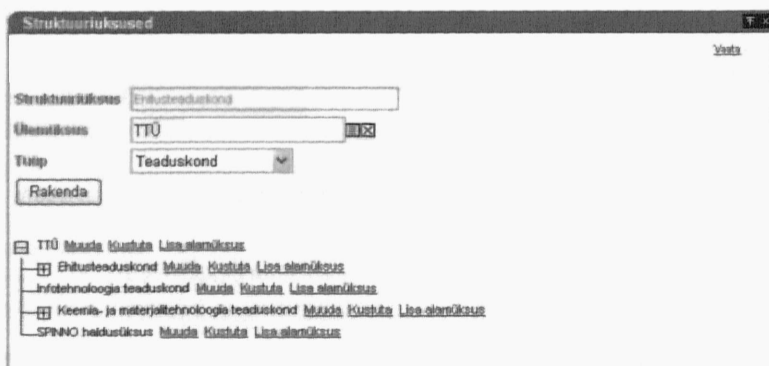 Struktuuriüksused
Vaata
Struktuuriüksus Ehitusteaduskond
Ülemüksus TTÜ
Tüüp Teaduskond
Rakenda
TTÜ Muuda Kustuta Lisa alamüksus
Ehitusteaduskond Muuda Kustuta Lisa alamüksus
Infotehnoloogia teaduskond Muuda Kustuta Lisa alamüksus
Keemia- ja materjalitehnoloogia teaduskond Muuda Kustuta Lisa alamüksus
SPINNO haldusüksus Muuda Kustuta Lisa alamüksus